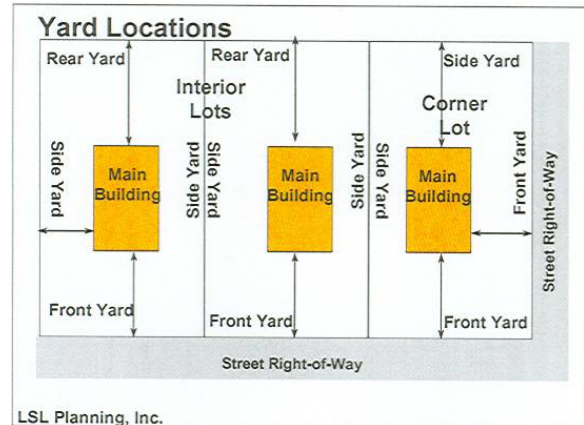 Yard Locations
Rear Yard
Rear Yard
Side Yard
Interior
Lots
Corner
Lot
Side Yard
Main
Building
Side Yard
Side Yard
Main
Building
Side Yard
Side Yard
Main
Building
Front Yard
Street Right-of-Way
Front Yard
Front Yard
Front Yard
Street Right-of-Way
LSL Planning, Inc.